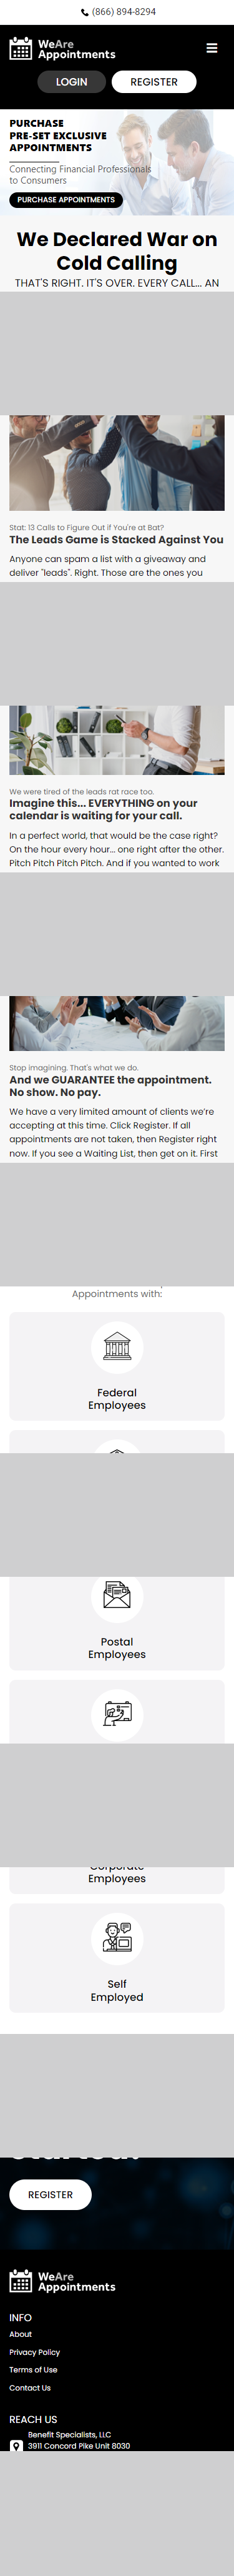 (866) 894-8294
WeAre
Appointments
LOGIN
REGISTER
PURCHASE
PRE-SET EXCLUSIVE
APPOINTMENTS
Connecting Financial Professionals
to Consumers
PURCHASE APPOINTMENTS
We Declared War on
Cold Calling
THAT'S RIGHT. IT'S OVER. EVERY CALL... AN
Stat: 13 Calls to Figure Out if You're at Bat?
The Leads Game is Stacked Against You
Anyone can spam a list with a giveaway and
deliver "leads". Right. Those are the ones you
We were tired of the leads rat race too.
Imagine this... EVERYTHING on your
calendar is waiting for your call.
In a perfect world, that would be the case right?
On the hour every hour... one right after the other.
Pitch Pitch Pitch Pitch. And if you wanted to work
Stop imagining. That's what we do.
And we GUARANTEE the appointment.
No show. No pay.
We have a very limited amount of clients we're
accepting at this time. Click Register. If all
appointments are not taken, then Register right
now. If you see a Waiting List, then get on it. First
Appointments with:
Federal
Employees
Postal
Employees
Corporate
Employees
Self
Employed
REGISTER
WeAre
Appointments
INFO
About
Privacy Policy
Terms of Use
Contact Us
REACH US
Benefit Specialists, LLC
3911 Concord Pike Unit 8030